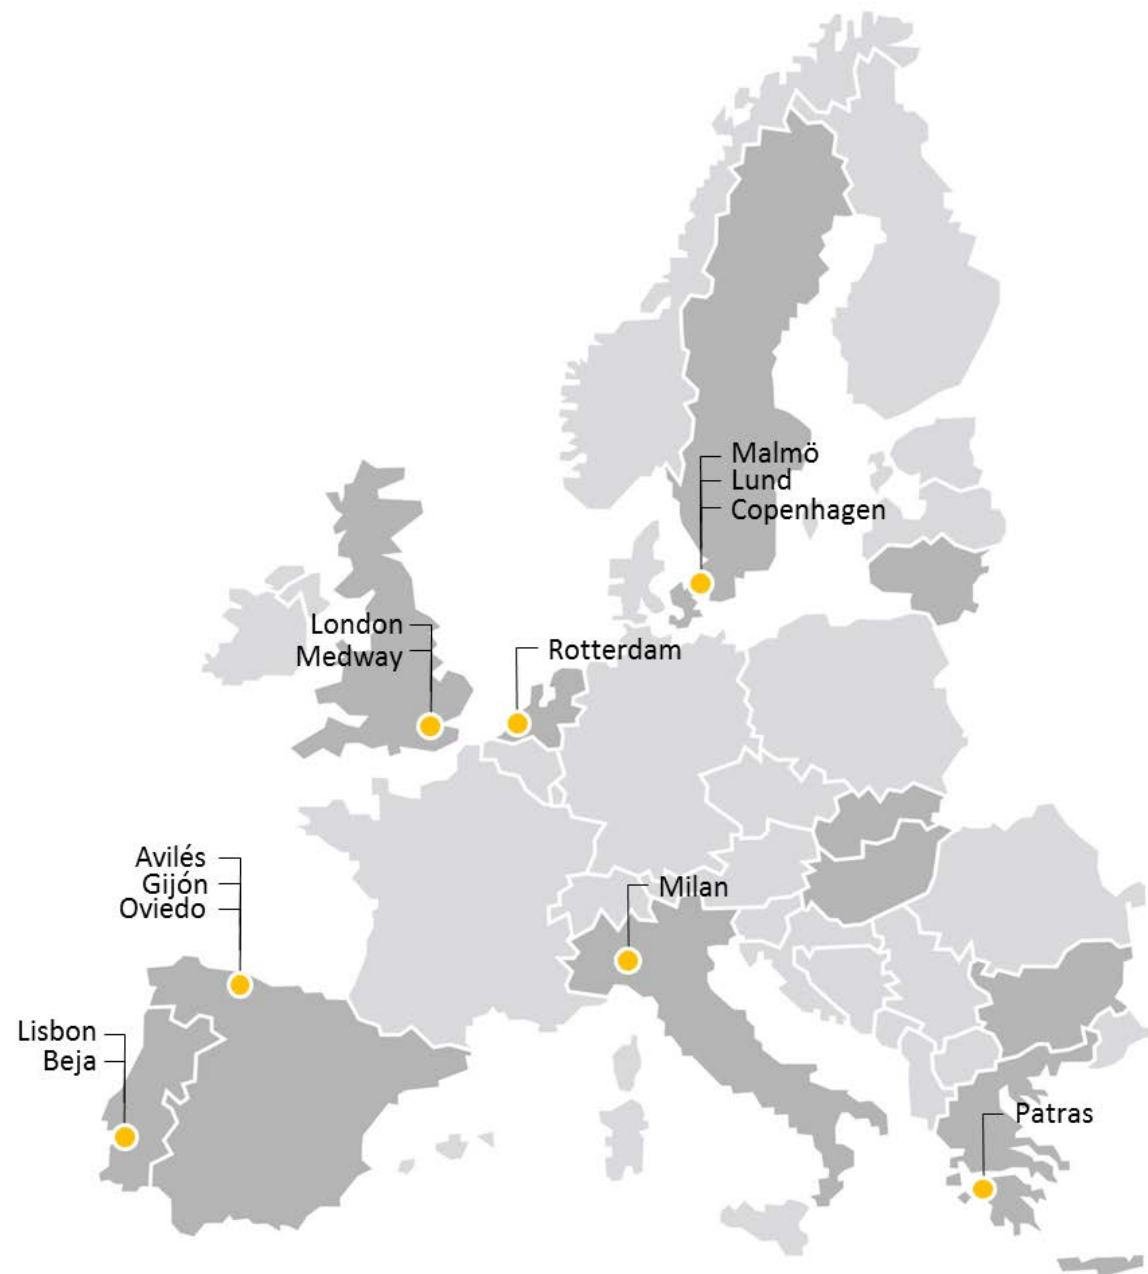 Malmö
Lund
Copenhagen
London
Medway
Rotterdam
Avilés
Gijón
Oviedo
Milan
Lisbon
Beja
Patras